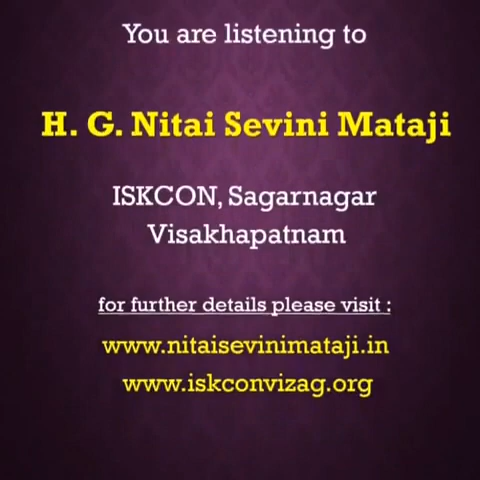 You are listening to
H. G. Nitai Sevini Mataji
ISKCON, Sagarnagar
Visakhapatnam
for further details please visit :
www.nitaisevinimataji.in
www.iskconvizag.org